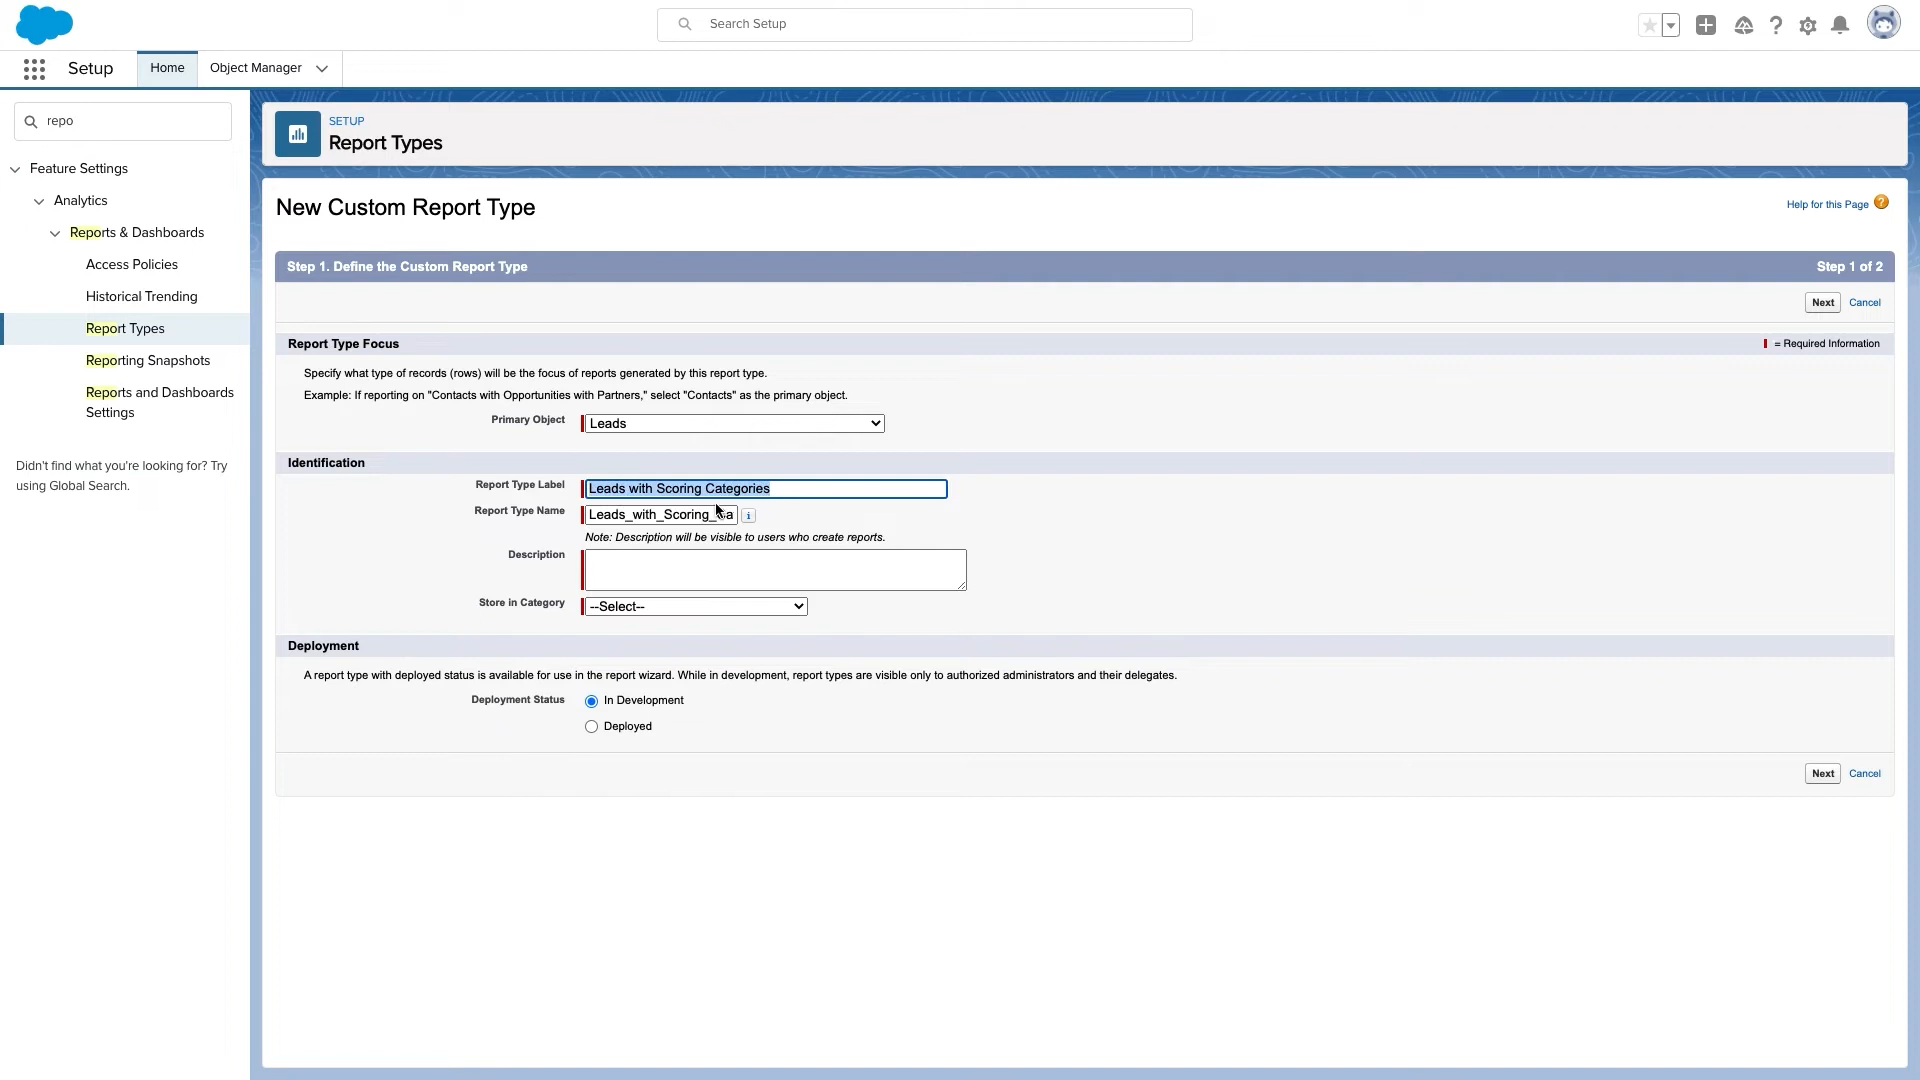 Search Setup
Setup
Home
Object Manager
repo
Feature Settings
Analytics
Reports & Dashboards
Access Policies
Historical Trending
Report Types
Reporting Snapshots
Reports and Dashboards
Settings
Didn't find what you're looking for? Try
using Global Search.
SETUP
Report Types
New Custom Report Type
Help for this Page ?
Step 1. Define the Custom Report Type
Step 1 of 2
Next Cancel
Report Type Focus
= Required Information
Specify what type of records (rows) will be the focus of reports generated by this report type.
Example: If reporting on "Contacts with Opportunities with Partners," select "Contacts" as the primary object.
Primary Object
Leads
Identification
Report Type Label
Leads with Scoring Categories
Report Type Name
Leads_with_Scoring_Ca
i
Note: Description will be visible to users who create reports.
Description
Store in Category
--Select--
Deployment
A report type with deployed status is available for use in the report wizard. While in development, report types are visible only to authorized administrators and their delegates.
Deployment Status
In Development
Deployed
Next Cancel